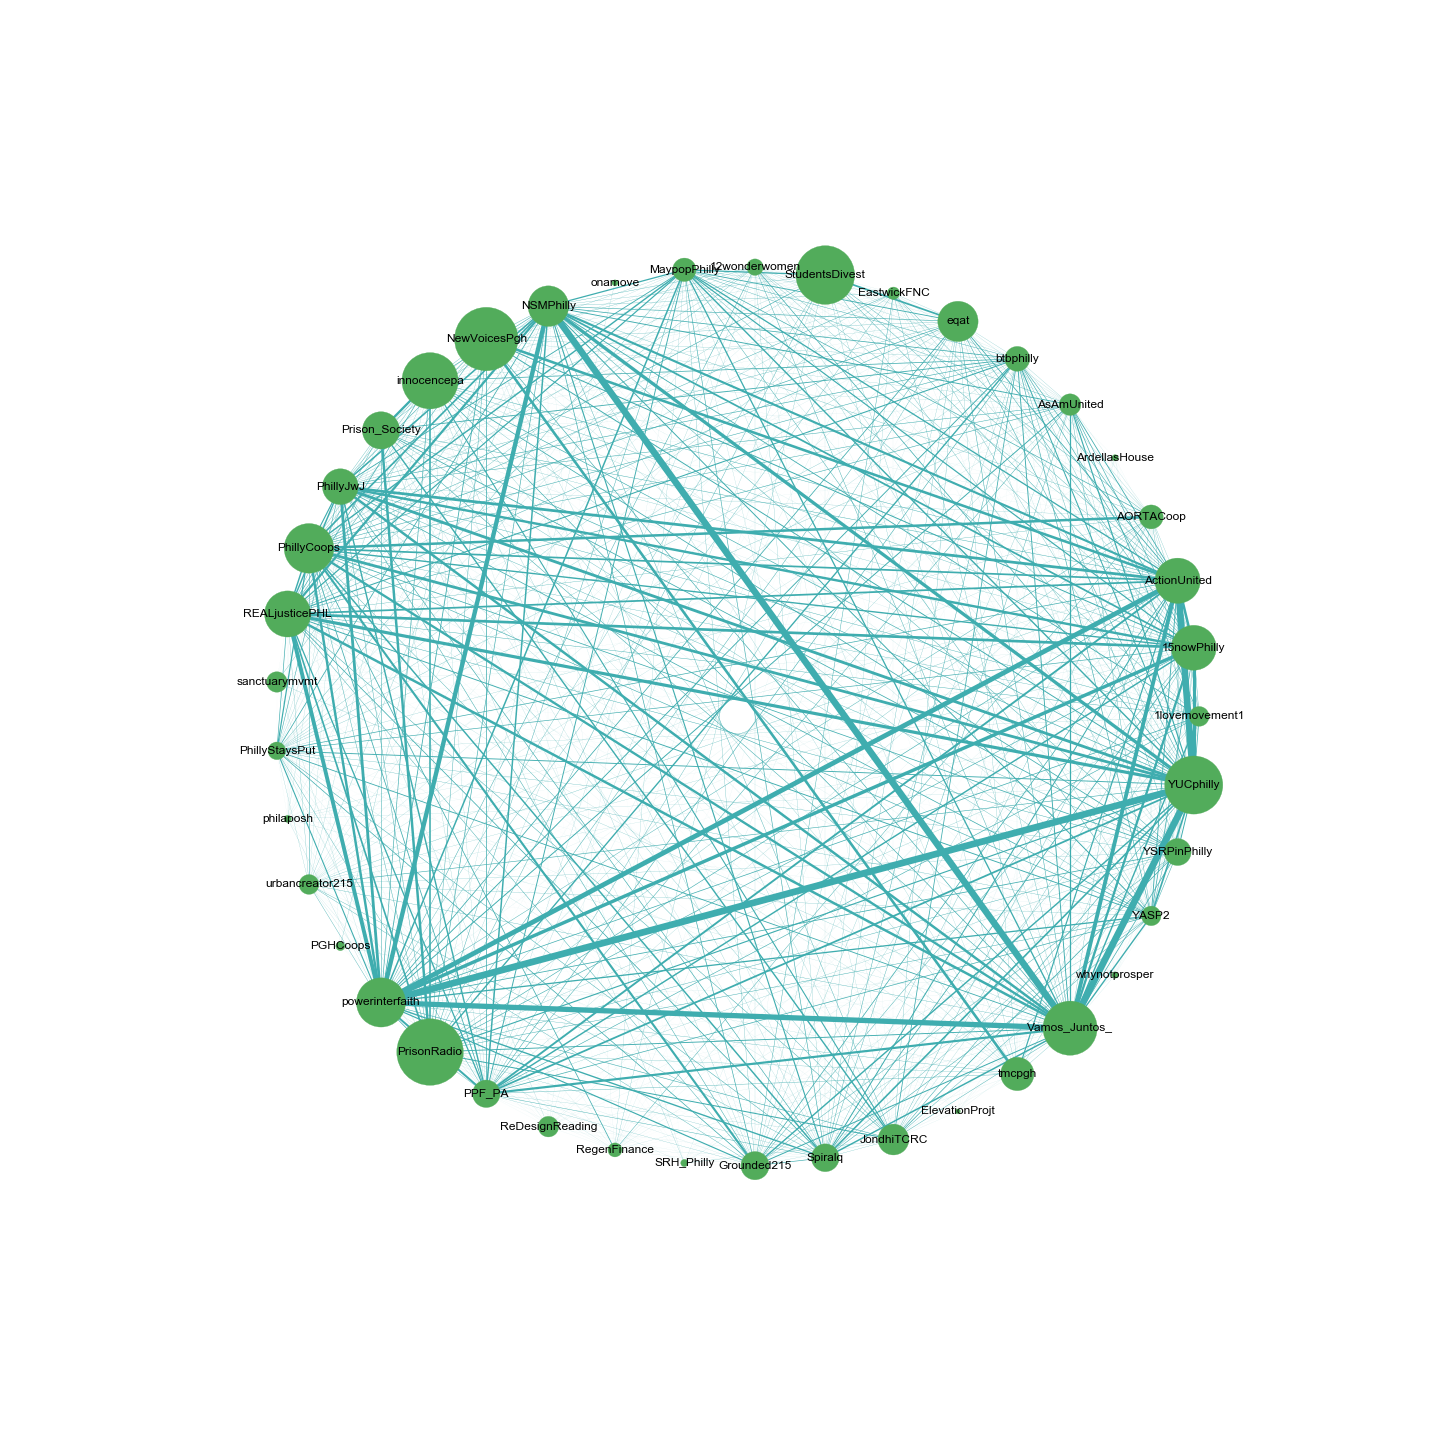 MaypopPhilly
12wonderwomen
StudentsDivest
onamove
EastwickFNC
NSMPhilly
eqat
NewVoicesPgh
btbphilly
innocencepa
AsAmUnited
Prison_Society
ArdellasHouse
PhillyJwJ
AORTACoop
PhillyCoops
ActionUnited
REALjusticePHL
15nowPhilly
sanctuarymvmt
1lovemovement1
PhillyStaysPut
YUCphilly
philaposh
YSRPinPhilly
urbancreator215
YASP2
PGHCoops
whynotprosper
powerinterfaith
Vamos_Juntos_
PrisonRadio
tmcpgh
PPF_PA
ElevationProjt
ReDesignReading
JondhiTCRC
RegenFinance
SRH_Philly
Grounded215
Spiralq